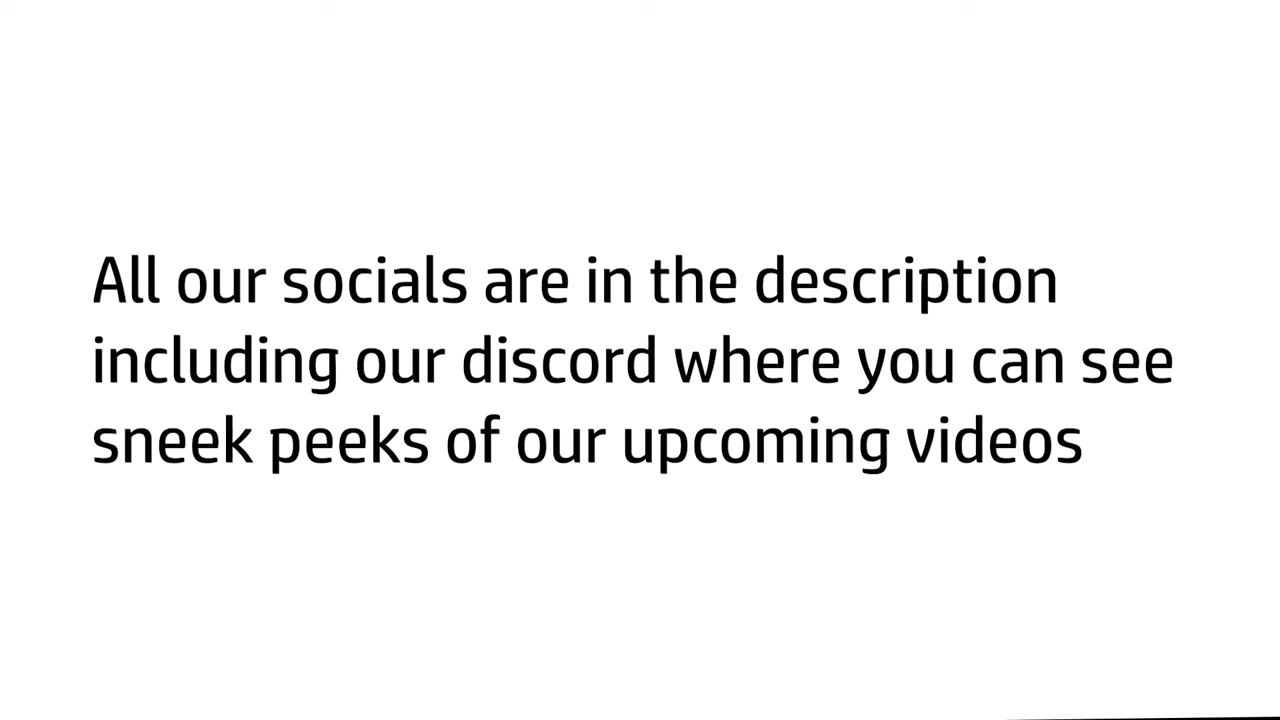 All our socials are in the description
including our discord where you can see
sneek peeks of our upcoming videos